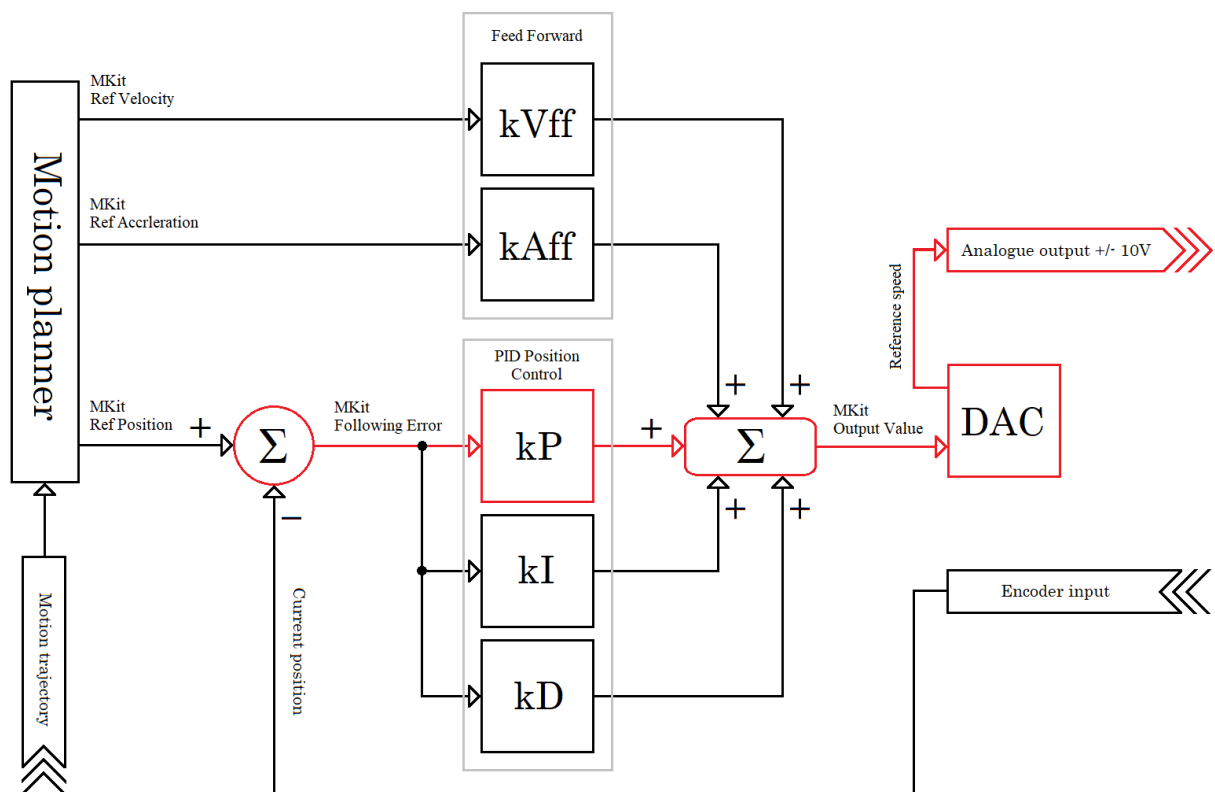 Feed Forward
MKit
Ref Velocity
kVff
MKit
Ref Accrleration
kAff
Motion planner
Analogue output +/- 10V
Reference speed
PID Position
Control
MKit
Ref Position
+
Σ
MKit
Following Error
kP
+
+
+
Σ
MKit
Output Value
DAC
−
+
+
kI
kD
Current position
Motion trajectory
Encoder input